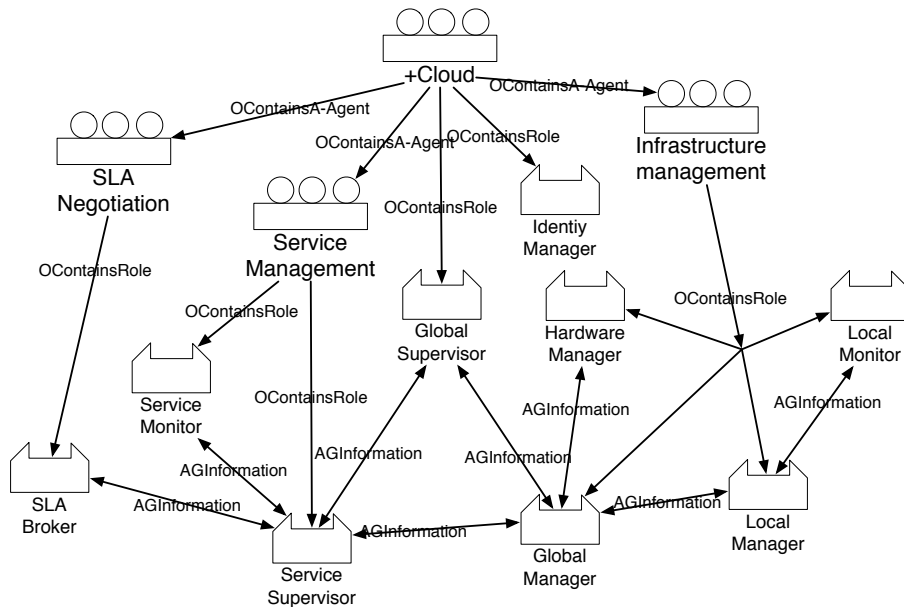 +Cloud
OContainsA-Agent
OContainsA-Agent
OContainsA-Agent
OContainsRole
SLA
Negotiation
Infrastructure
management
OContainsRole
Identiy
Manager
Service
Management
OContainsRole
OContainsRole
OContainsRole
Global
Supervisor
Hardware
Manager
Local
Monitor
OContainsRole
Service
Monitor
AGInformation
AGInformation
AGInformation
AGInformation
AGInformation
SLA
Broker
AGInformation
AGInformation
AGInformation
Service
Supervisor
Global
Manager
Local
Manager